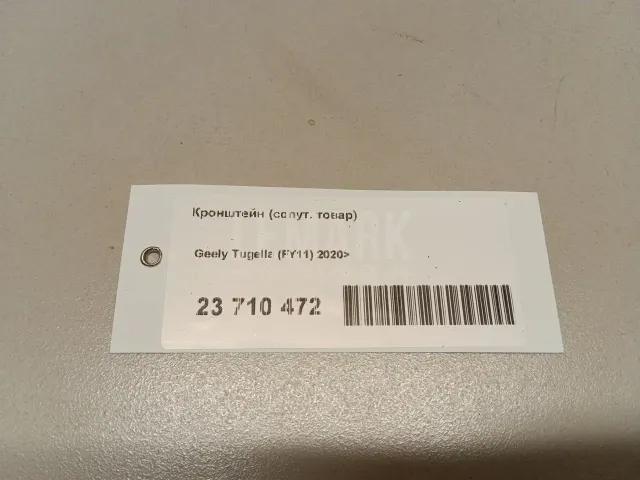 Кронштейн (сопут. товар)
Geely Tugella (FY11) 2020>
23 710 472